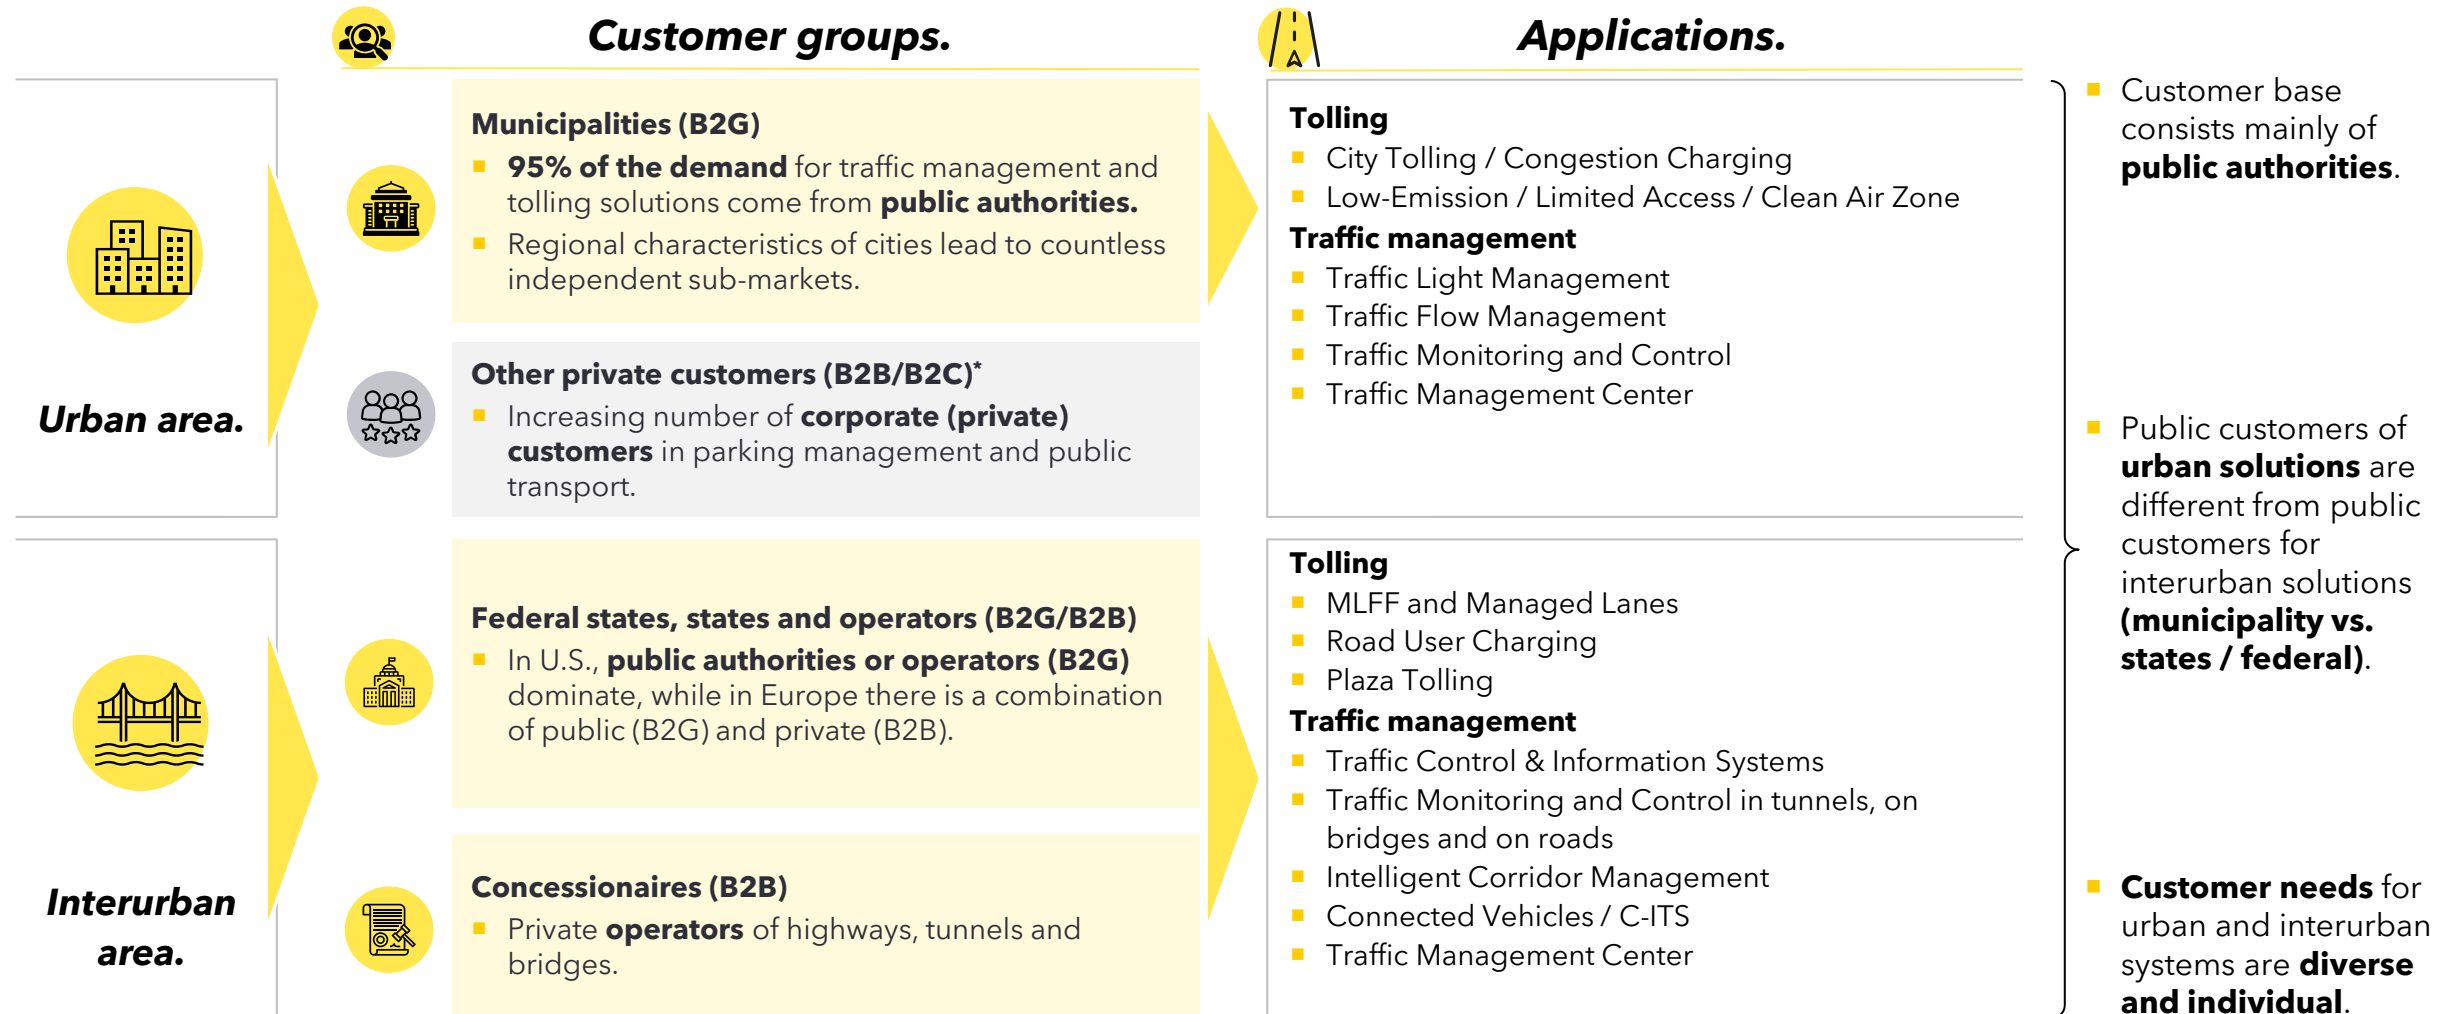 Customer groups.
Applications.
Urban area.
Municipalities (B2G)
▪ 95% of the demand for traffic management and
tolling solutions come from public authorities.
▪ Regional characteristics of cities lead to countless
independent sub-markets.
Other private customers (B2B/B2C)*
▪ Increasing number of corporate (private)
customers in parking management and public
transport.
Tolling
▪ City Tolling / Congestion Charging
▪ Low-Emission / Limited Access / Clean Air Zone
Traffic management
▪ Traffic Light Management
▪ Traffic Flow Management
▪ Traffic Monitoring and Control
▪ Traffic Management Center
Interurban
area.
Federal states, states and operators (B2G/B2B)
▪ In U.S., public authorities or operators (B2G)
dominate, while in Europe there is a combination
of public (B2G) and private (B2B).
Concessionaires (B2B)
▪ Private operators of highways, tunnels and
bridges.
Tolling
▪ MLFF and Managed Lanes
▪ Road User Charging
▪ Plaza Tolling
Traffic management
▪ Traffic Control & Information Systems
▪ Traffic Monitoring and Control in tunnels, on
bridges and on roads
▪ Intelligent Corridor Management
▪ Connected Vehicles / C-ITS
▪ Traffic Management Center
▪ Customer base
consists mainly of
public authorities.
▪ Public customers of
urban solutions are
different from public
customers for
interurban solutions
(municipality vs.
states / federal).
▪ Customer needs for
urban and interurban
systems are diverse
and individual.